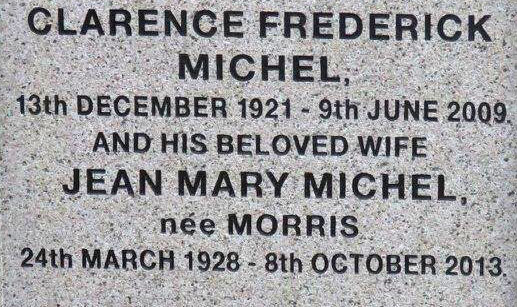 CLARENCE FREDERICK
MICHEL,
13th DECEMBER 1921 - 9th JUNE 2009.
AND HIS BELOVED WIFE
JEAN MARY MICHEL,
née MORRIS
24th MARCH 1928 - 8th OCTOBER 2013.